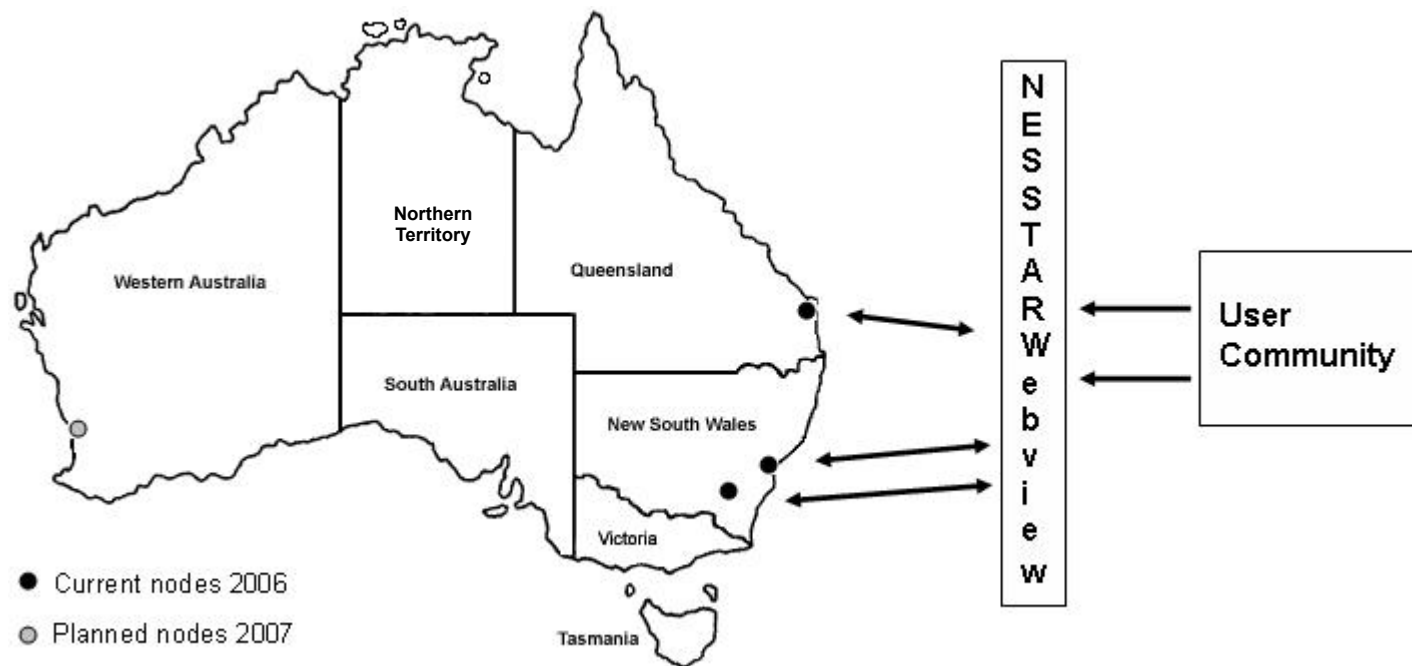 Northern
Territory
Western Australia
Queensland
South Australia
New South Wales
Victoria
Tasmania
Current nodes 2006
Planned nodes 2007
N
E
S
S
T
A
R
W
e
b
v
i
e
w
User
Community